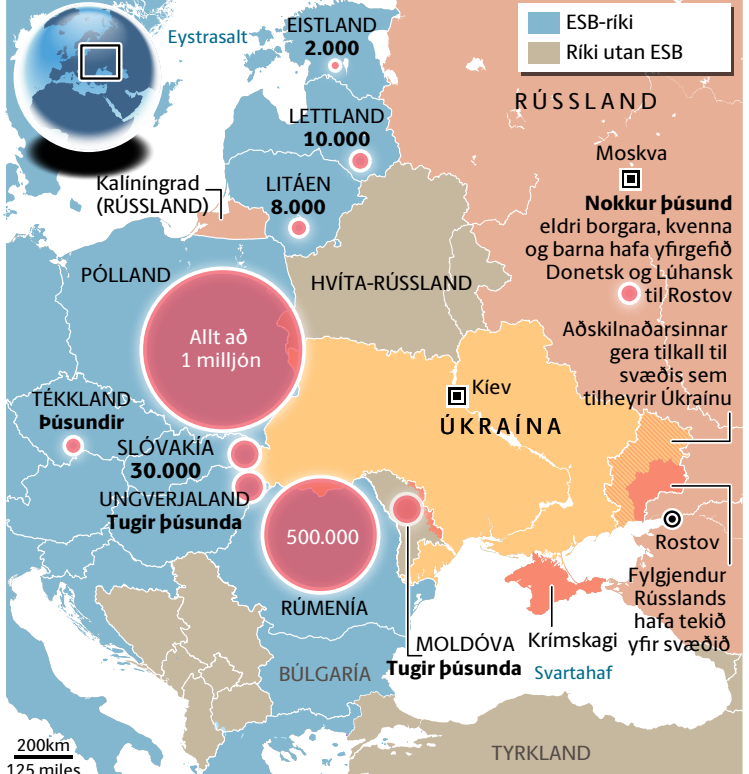 ESB-ríki
Ríki utan ESB
Eystrasalt
EISTLAND
2.000
RÚSSLAND
LETTLAND
10.000
Moskva
Kaliníngrad
(RÚSSLAND)
LITÁEN
8.000
Nokkur þúsund
eldri borgara, kvenna
og barna hafa yfirgefið
Donetsk og Lúhansk
til Rostov
PÓLLAND
HVÍTA-RÚSSLAND
Allt að
1 milljón
Aðskilnaðarsinnar
gera tilkall til
svæðis sem
tilheyrir Úkraínu
Kíev
ÚKRAÍNA
TÉKKLAND
Þúsundir
SLÓVAKÍA
30.000
UNGVERJALAND
Tugir þúsunda
500.000
Rostov
RÚMENÍA
Fylgjendur
Rússlands
hafa tekið
yfir svæðið
MOLDÓVA
Tugir þúsunda
Krímskagi
Svartahaf
BÚLGARÍA
TYRKLAND
200km
125 miles